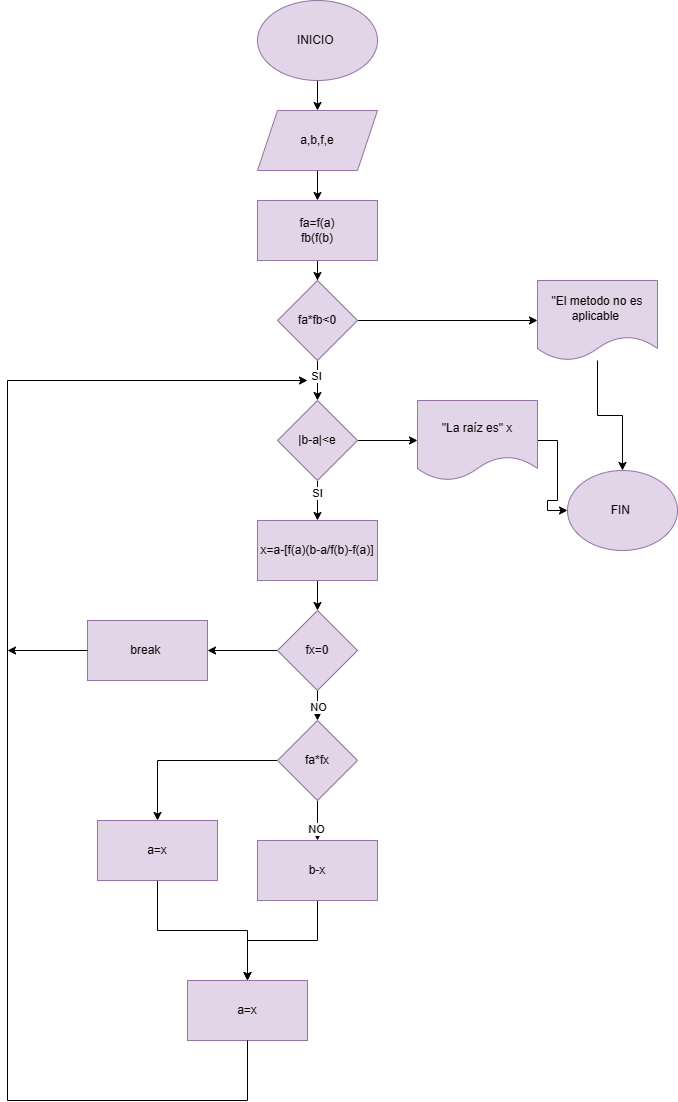 INICIO
a,b,f,e
fa=f(a)
fb(f(b)
fa*fb<0
"El metodo no es
aplicable
SI
|b-a|<e
"La raíz es" x
SI
FIN
x=a-[f(a)(b-a/f(b)-f(a)]
break
fx=0
NO
fa*fx
NO
a=x
b-x
a=x